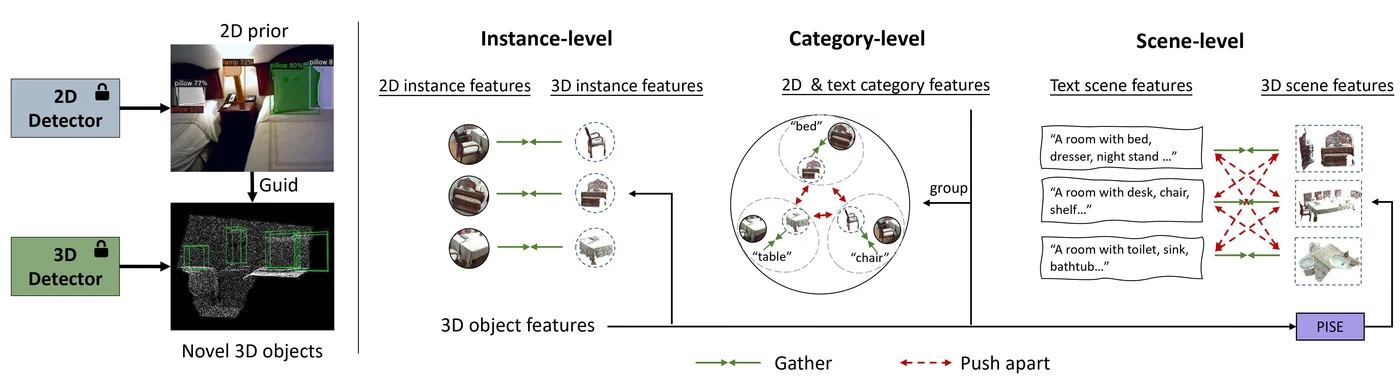 2D prior
2D
Detector
pillow 77%
lamp 72%
pillow 80%
pillow 8
pillow 63%
Guid
3D
Detector
Novel 3D objects
Instance-level
2D instance features
3D instance features
Category-level
2D & text category features
“bed”
“table”
“chair”
group
Scene-level
Text scene features
3D scene features
“A room with bed,
dresser, night stand ...”
“A room with desk, chair,
shelf...”
“A room with toilet, sink,
bathtub...”
3D object features
PISE
Gather
Push apart